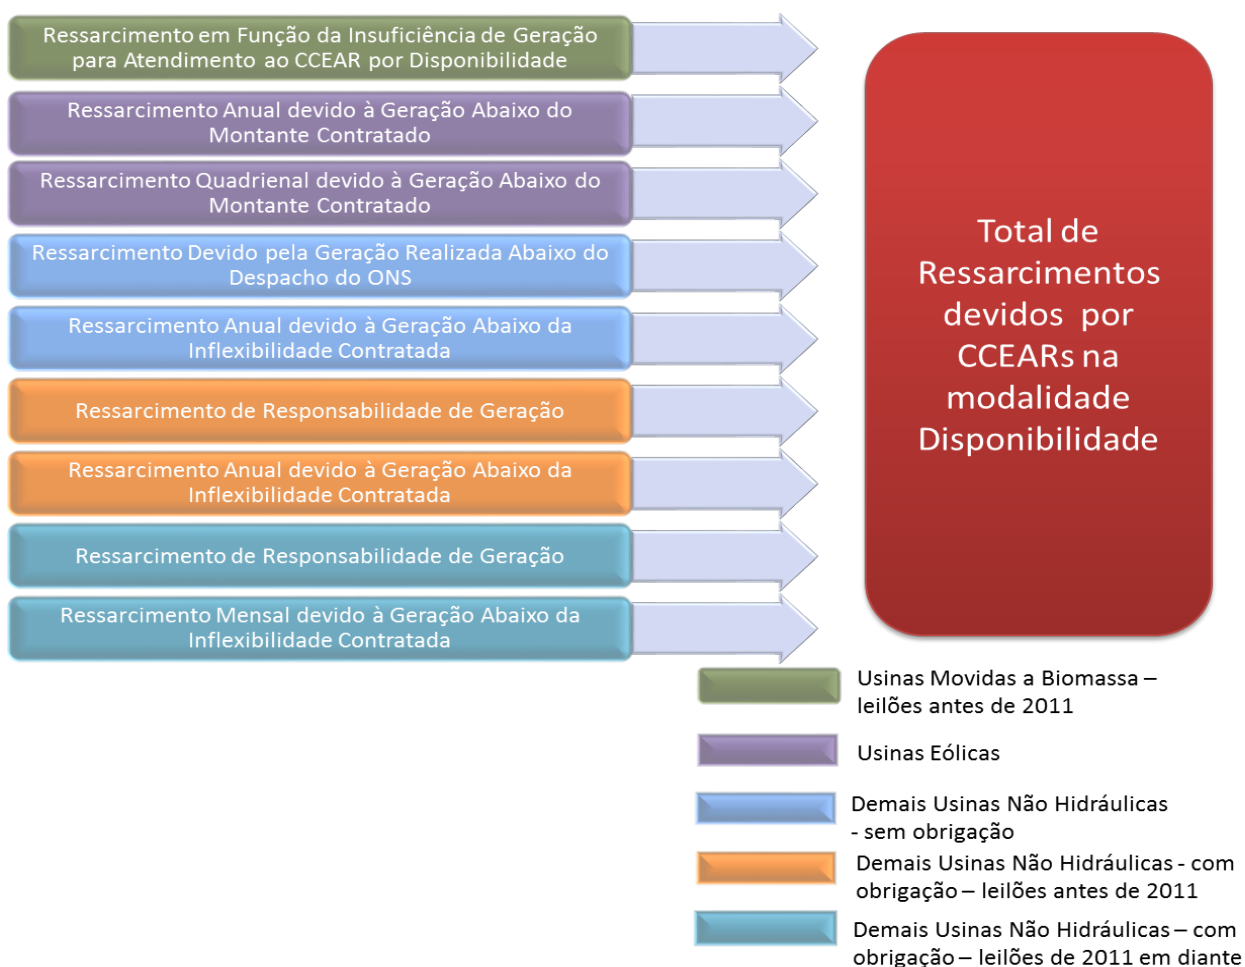 Ressarcimento em Função da Insuficiência de Geração
para Atendimento ao CCEAR por Disponibilidade
Ressarcimento Anual devido à Geração Abaixo do
Montante Contratado
Ressarcimento Quadrienal devido à Geração Abaixo do
Montante Contratado
Ressarcimento Devido pela Geração Realizada Abaixo do
Despacho do ONS
Ressarcimento Anual devido à Geração Abaixo da
Inflexibilidade Contratada
Ressarcimento de Responsabilidade de Geração
Ressarcimento Anual devido à Geração Abaixo da
Inflexibilidade Contratada
Ressarcimento de Responsabilidade de Geração
Ressarcimento Mensal devido à Geração Abaixo da
Inflexibilidade Contratada
Total de
Ressarcimentos
devidos por
CCEARs na
modalidade
Disponibilidade
Usinas Movidas a Biomassa –
leilões antes de 2011
Usinas Eólicas
Demais Usinas Não Hidráulicas
- sem obrigação
Demais Usinas Não Hidráulicas - com
obrigação – leilões antes de 2011
Demais Usinas Não Hidráulicas – com
obrigação – leilões de 2011 em diante